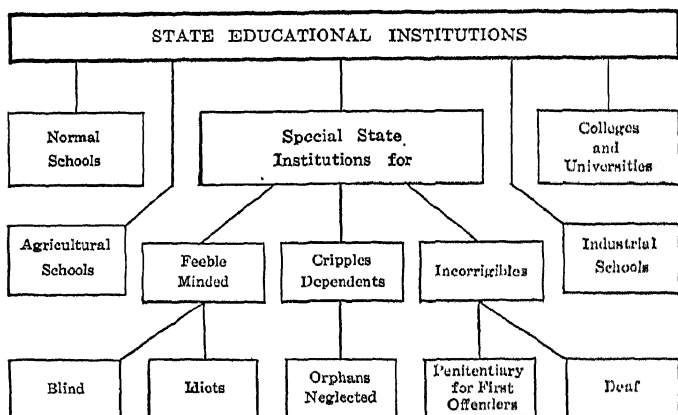 STATE EDUCATIONAL INSTITUTIONS
Normal
Schools
Special State
Institutions for
Colleges
and
Universities
Agricultural
Schools
Feeble
Minded
Cripples
Dependents
Incorrigibles
Industrial
Schools
Blind
Idiots
Orphans
Neglected
Penitentiary
for First
Offenders
Deaf